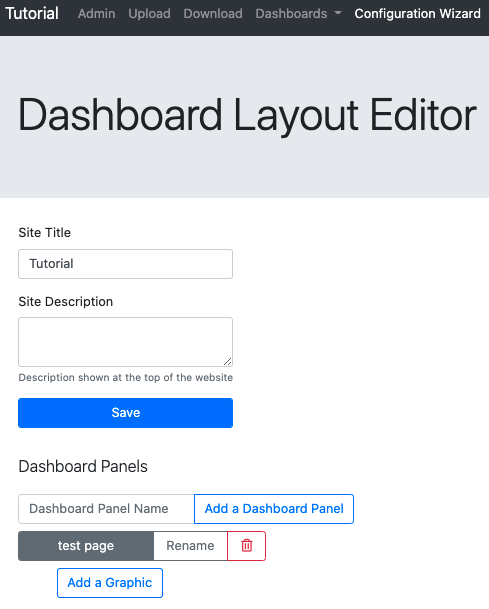 Tutorial Admin Upload Download Dashboards Configuration Wizard
Dashboard Layout Editor
Site Title
Tutorial
Site Description
Description shown at the top of the website
Save
Dashboard Panels
Dashboard Panel Name Add a Dashboard Panel
test page Rename
Add a Graphic